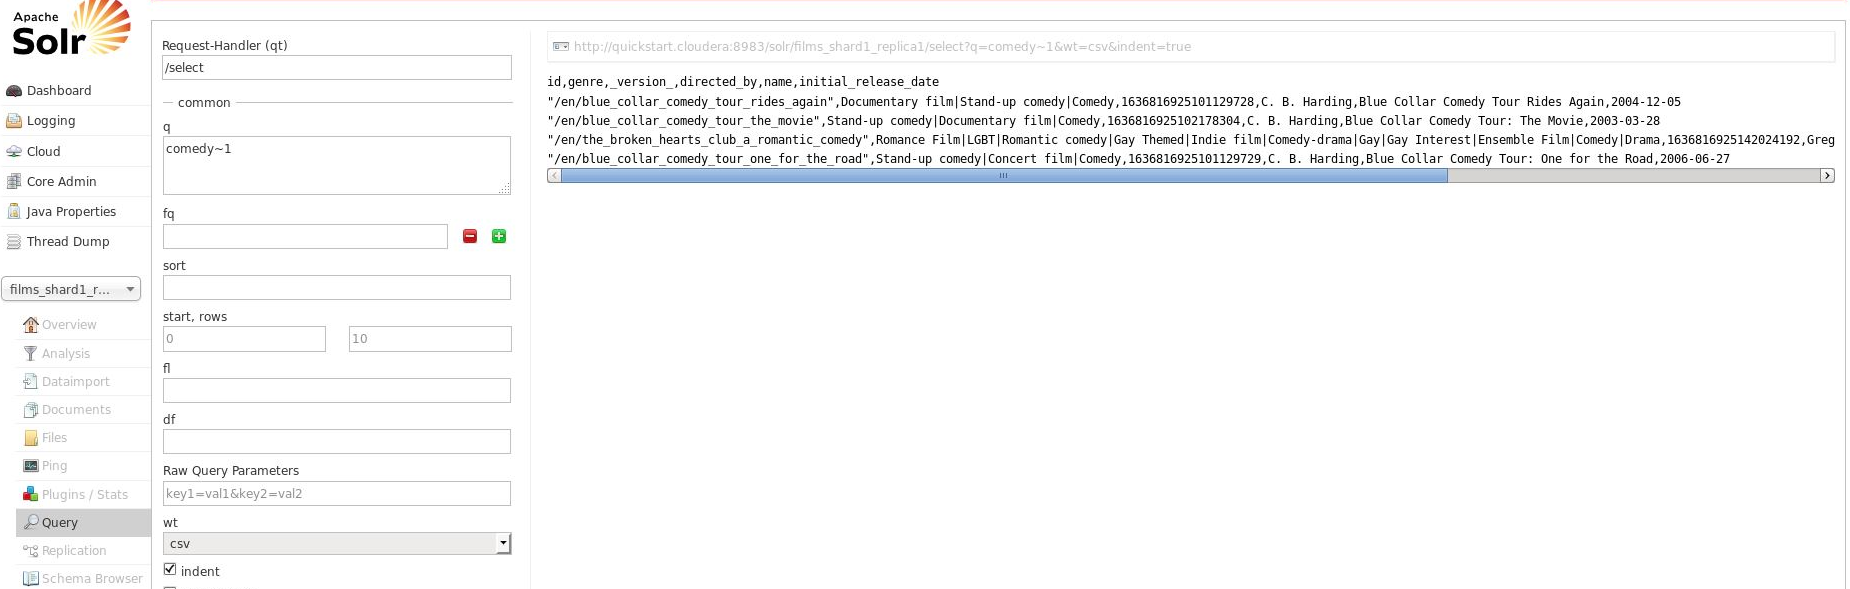 Apache
Solr
Dashboard
Logging
Cloud
Core Admin
Java Properties
Thread Dump
films_shard1_r...
Overview
Analysis
Dataimport
Documents
Files
Ping
Plugins / Stats
Query
Replication
Schema Browser
Request-Handler (qt)
/select
common
q
comedy~1
fq
sort
start, rows
0 10
fl
df
Raw Query Parameters
key1=val1&key2=val2
wt
csv
indent
http://quickstart.cloudera:8983/solr/films_shard1_replica1/select?q=comedy~1&wt=csv&indent=true
id,genre,_version_,directed_by,name,initial_release_date
"/en/blue_collar_comedy_tour_rides_again",Documentary film|Stand-up comedy|Comedy,1636816925101129728,C. B. Harding,Blue Collar Comedy Tour Rides Again,2004-12-05
"/en/blue_collar_comedy_tour_the_movie",Stand-up comedy|Documentary film|Comedy,1636816925102178304,C. B. Harding,Blue Collar Comedy Tour: The Movie,2003-03-28
"/en/the_broken_hearts_club_a_romantic_comedy",Romance Film|LGBT|Romantic comedy|Gay Themed|Indie film|Comedy-drama|Gay|Gay Interest|Ensemble Film|Comedy|Drama,1636816925142024192,Greg
"/en/blue_collar_comedy_tour_one_for_the_road",Stand-up comedy|Concert film|Comedy,1636816925101129729,C. B. Harding,Blue Collar Comedy Tour: One for the Road,2006-06-27